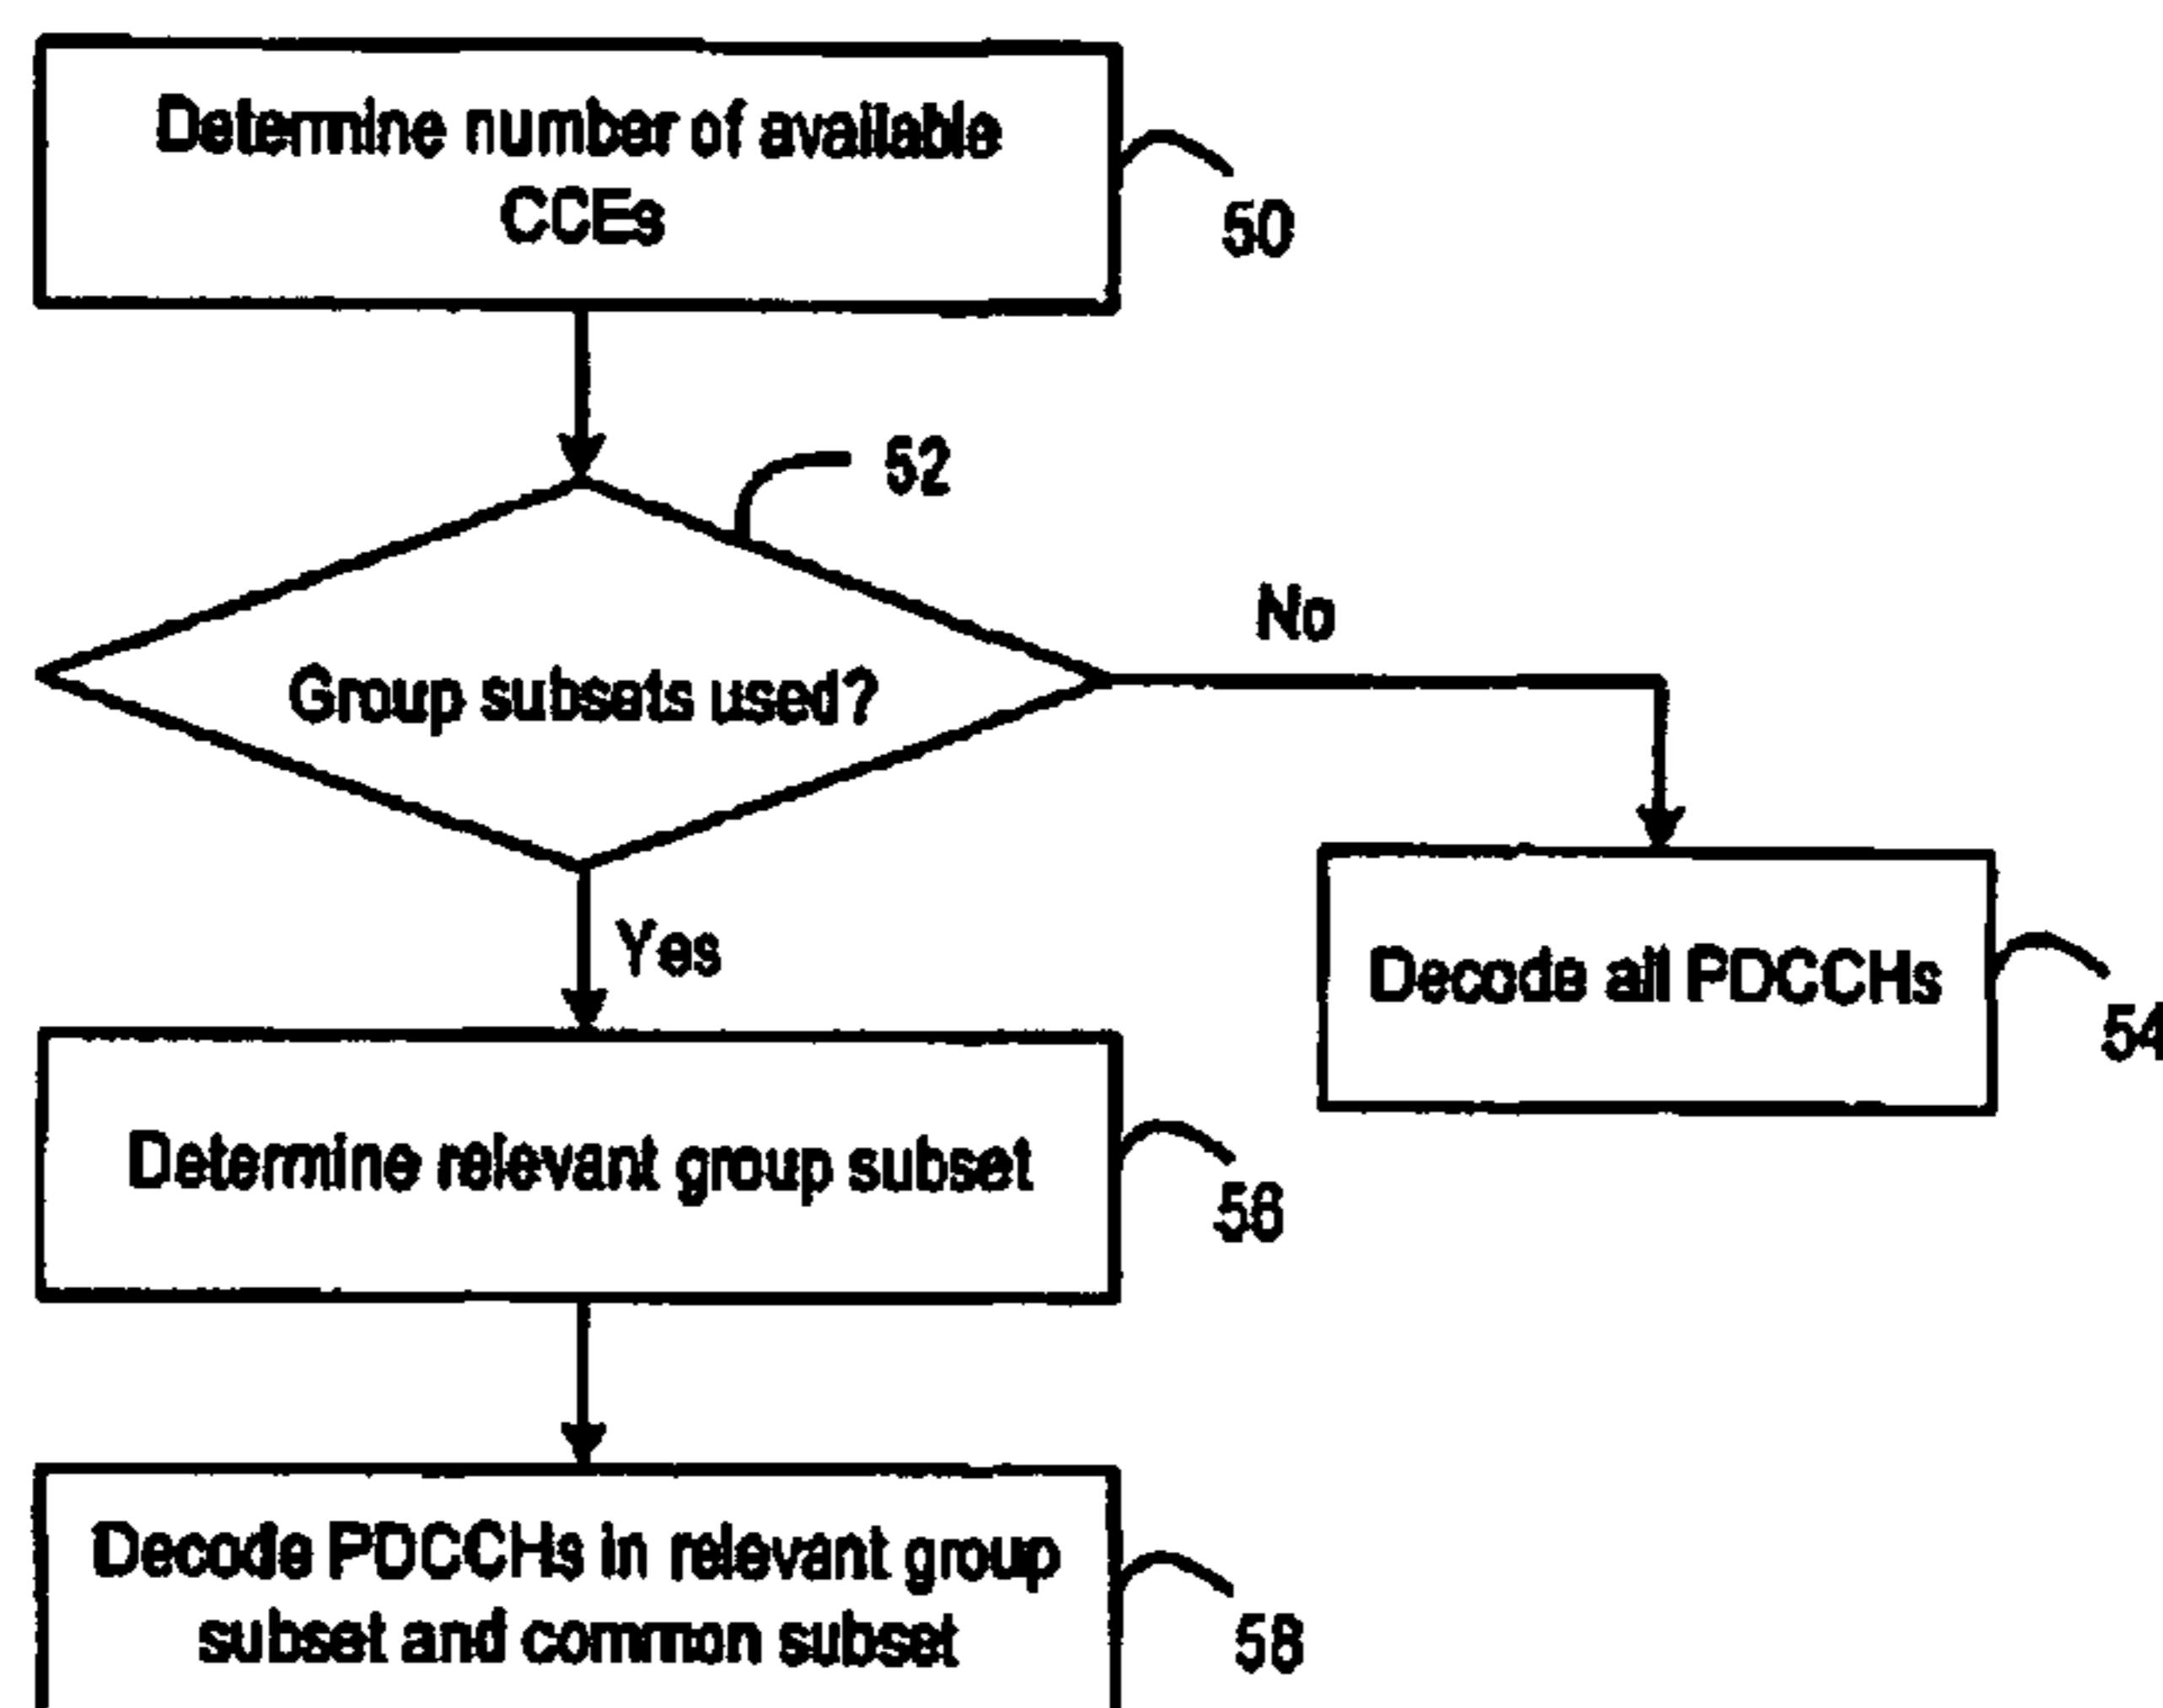 Determine number of available
CCEs
50
52
No
Group subsets used?
Yes
Decode all PDCCHs
54
Determine relevant group subset
56
Decode PDCCHs in relevant group
subset and common subset
58